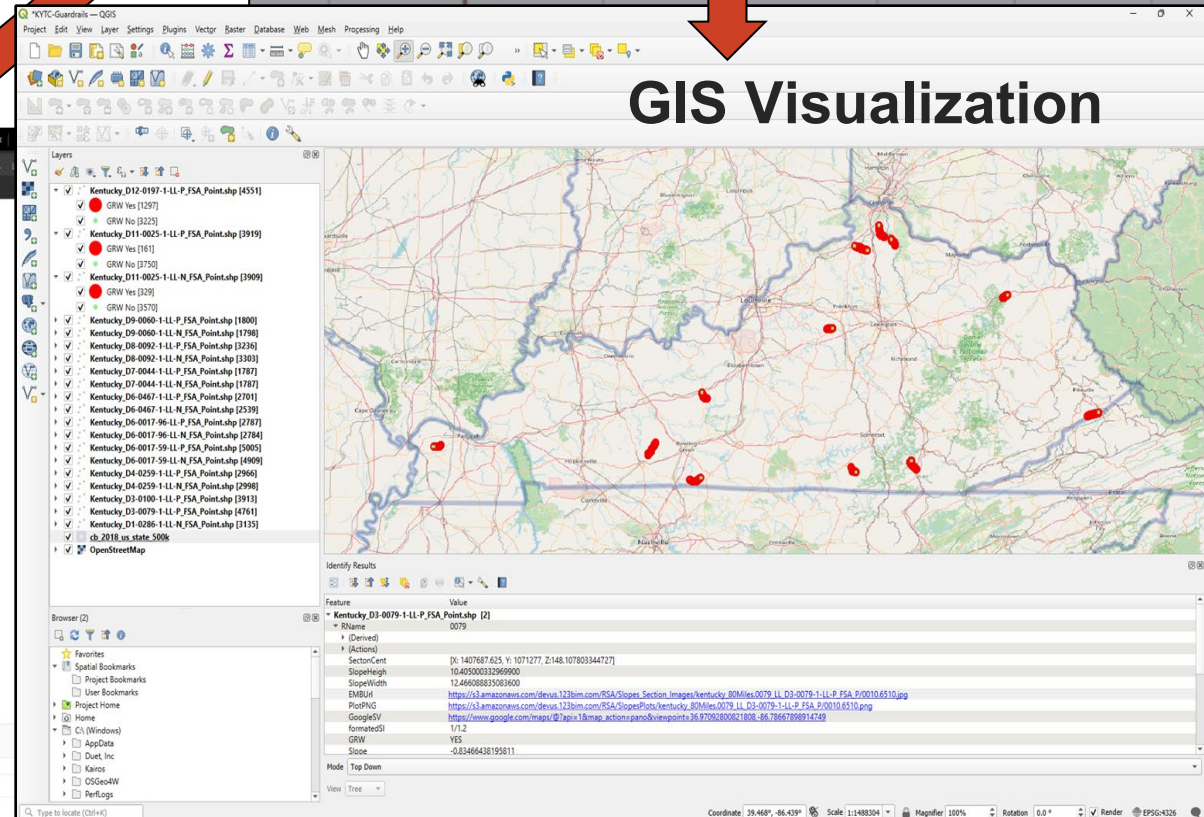 *KYTC-Guardrails — QGIS
Project Edit View Layer Settings Plugins Vector Raster Database Web Mesh Processing Help
GIS Visualization
Layers
Kentucky_D12-0197-1-LL-P_FSA_Point.shp [4551]
GRW Yes [1297]
GRW No [3225]
Kentucky_D11-0025-1-LL-P_FSA_Point.shp [3919]
GRW Yes [161]
GRW No [3750]
Kentucky_D11-0025-1-LL-N_FSA_Point.shp [3909]
GRW Yes [329]
GRW No [3570]
Kentucky_D9-0060-1-LL-P_FSA_Point.shp [1800]
Kentucky_D9-0060-1-LL-N_FSA_Point.shp [1798]
Kentucky_D8-0092-1-LL-P_FSA_Point.shp [3236]
Kentucky_D8-0092-1-LL-N_FSA_Point.shp [3303]
Kentucky_D7-0044-1-LL-P_FSA_Point.shp [1787]
Kentucky_D7-0044-1-LL-N_FSA_Point.shp [1787]
Kentucky_D6-0467-1-LL-P_FSA_Point.shp [2701]
Kentucky_D6-0467-1-LL-N_FSA_Point.shp [2539]
Kentucky_D6-0017-96-LL-P_FSA_Point.shp [2787]
Kentucky_D6-0017-96-LL-N_FSA_Point.shp [2784]
Kentucky_D6-0017-59-LL-P_FSA_Point.shp [5005]
Kentucky_D6-0017-59-LL-N_FSA_Point.shp [4909]
Kentucky_D4-0259-1-LL-P_FSA_Point.shp [2966]
Kentucky_D4-0259-1-LL-N_FSA_Point.shp [2998]
Kentucky_D3-0100-1-LL-P_FSA_Point.shp [3913]
Kentucky_D3-0079-1-LL-P_FSA_Point.shp [4761]
Kentucky_D1-0286-1-LL-N_FSA_Point.shp [3135]
cb_2018_us_state_500k
OpenStreetMap
Bloomington
Columbus
Hamilton
Louisville
Frankfort
Lexington
Richmond
Elizabethtown
Carbondale
Cape Girardeau
Paducah
Hopkinsville
Bowling Green
Somerset
Pikeville
Clarksville
Nashville
Portsmouth
Maysville
Chillicothe
Athens
Charleston
Identify Results
Feature Value
Kentucky_D3-0079-1-LL-P_FSA_Point.shp [2]
RName 0079
(Derived)
(Actions)
SectonCent [X: 1407687.625, Y: 1071277, Z:148.107803344727]
SlopeHeigh 10.405000332969900
SlopeWidth 12.466088835083600
EMBUrl https://s3.amazonaws.com/devus.123bim.com/RSA/Slopes_Section_Images/kentucky_80Miles.0079_LL_D3-0079-1-LL-P_FSA_P/0010.6510.jpg
PlotPNG https://s3.amazonaws.com/devus.123bim.com/RSA/SlopesPlots/kentucky_80Miles.0079_LL_D3-0079-1-LL-P_FSA_P/0010.6510.png
GoogleSV https://www.google.com/maps/@?api=1&map_action=pano&viewpoint=36.97092800821808,-86.78667898914749
formatedSl 1/1.2
GRW YES
Slope -0.83466438195811
Mode Top Down
View Tree
Browser (2)
Favorites
Spatial Bookmarks
Project Bookmarks
User Bookmarks
Project Home
Home
C:\ (Windows)
AppData
Duet, Inc
Kairos
OSGeo4W
PerfLogs
Type to locate (Ctrl+K)
Coordinate 39.468°, -86.439° Scale 1:1488304 Magnifier 100% Rotation 0.0 ° Render EPSG:4326